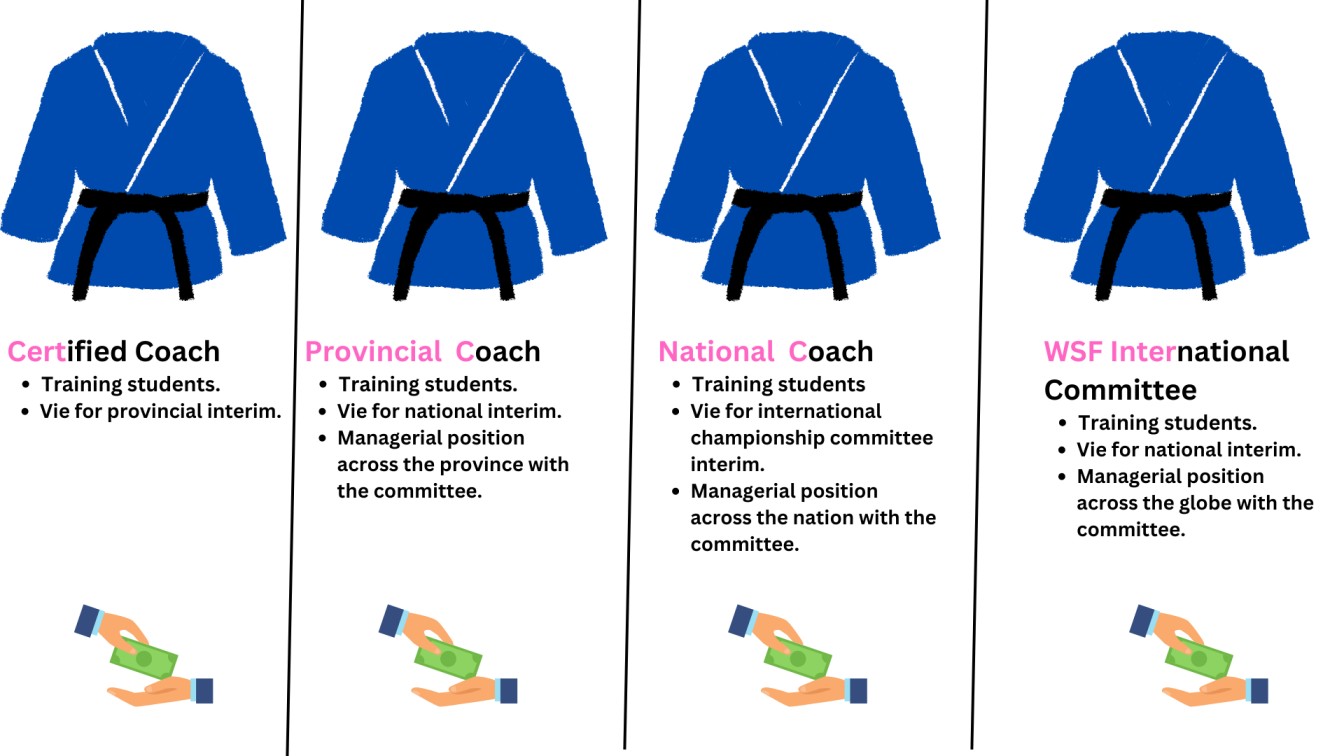 Certified Coach
• Training students.
• Vie for provincial interim.
Provincial Coach
• Training students.
• Vie for national interim.
• Managerial position
across the province with
the committee.
National Coach
• Training students
• Vie for international
championship committee
interim.
• Managerial position
across the nation with the
committee.
WSF International
Committee
• Training students.
• Vie for national interim.
• Managerial position
across the globe with the
committee.